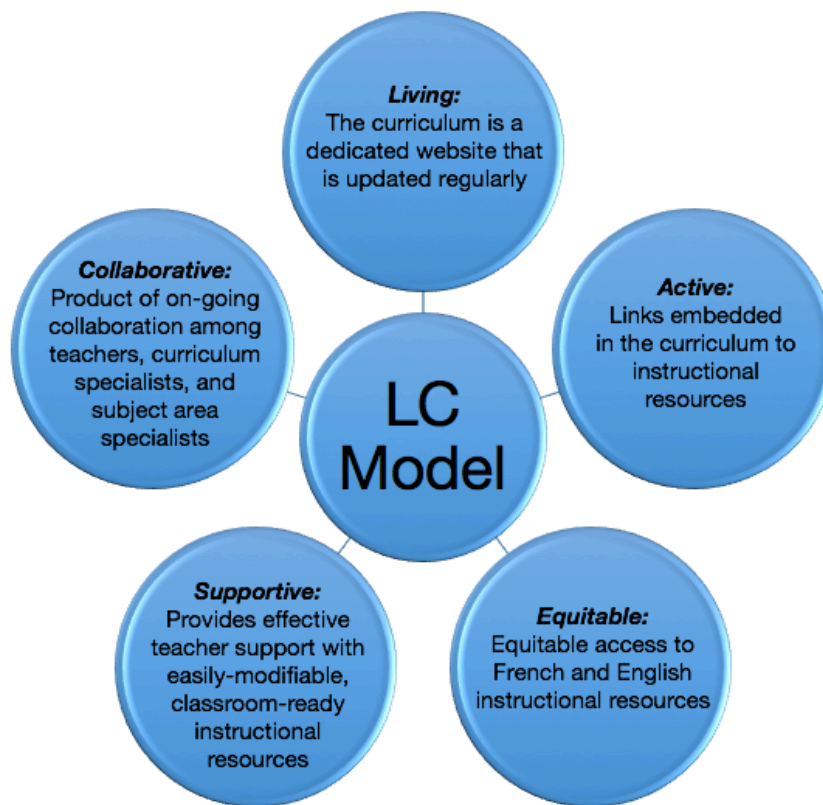 Living:
The curriculum is a
dedicated website that
is updated regularly
Collaborative:
Product of on-going
collaboration among
teachers, curriculum
specialists, and
subject area
specialists
Active:
Links embedded
in the curriculum to
instructional
resources
LC
Model
Supportive:
Provides effective
teacher support with
easily-modifiable,
classroom-ready
instructional
resources
Equitable:
Equitable access to
French and English
instructional resources